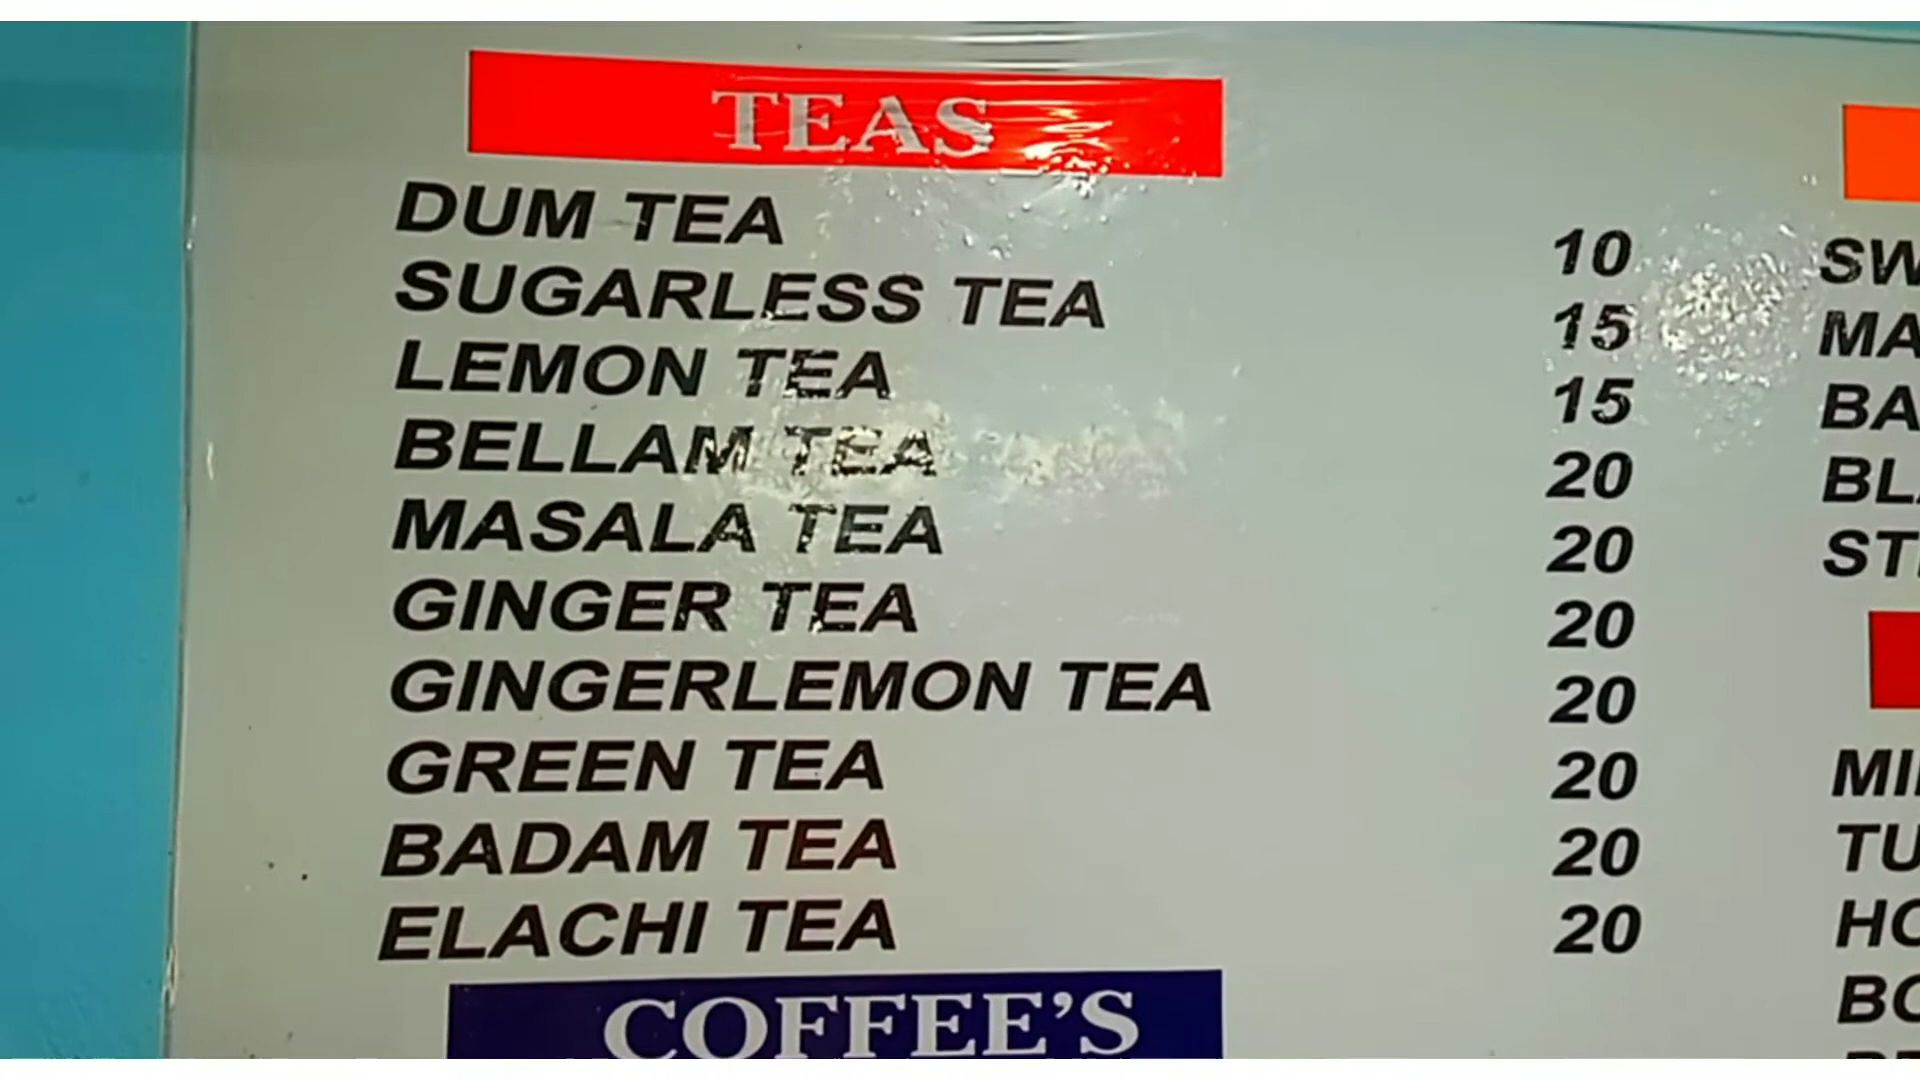 TEAS
DUM TEA 10
SUGARLESS TEA 15
LEMON TEA 15
BELLAM TEA 20
MASALA TEA 20
GINGER TEA 20
GINGERLEMON TEA 20
GREEN TEA 20
BADAM TEA 20
ELACHI TEA 20
COFFEE'S